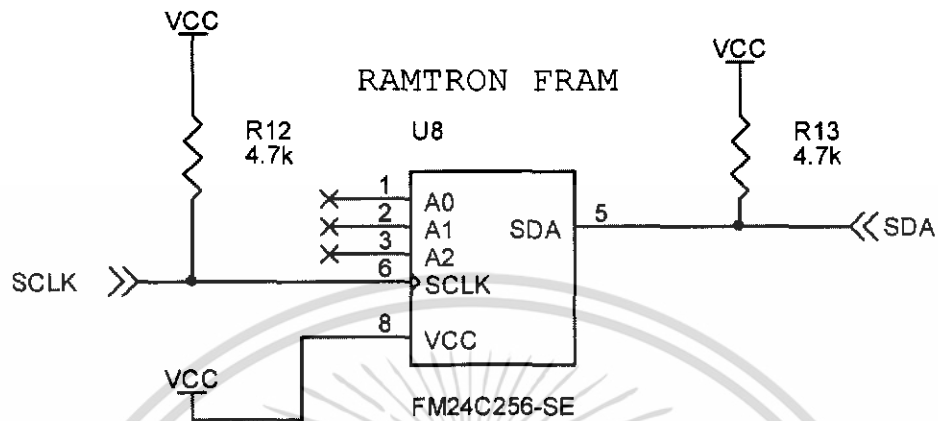 VCC
VCC
RAMTRON FRAM
U8
R12
4.7k
R13
4.7k
1
A0
2
A1
3
A2
6
SCLK
SCLK
8
VCC
SDA
5
SDA
VCC
FM24C256-SE